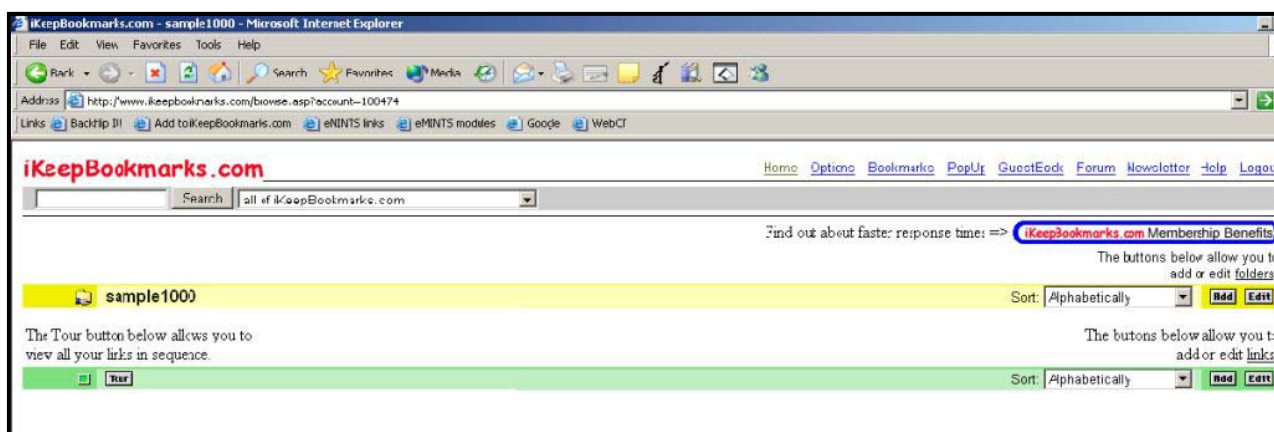 iKeepBookmarks.com - sample1000 - Microsoft Internet Explorer
File Edit View Favorites Tools Help
Back Search Favorites Media
Address http://www.ikeepbookmarks.com/browse.asp?account=100474
Links Backflip It! Add to iKeepBookmarks.com eMINTS links eMINTS modules Google WebCT
iKeepBookmarks.com Home Options Bookmarks PopUp GuestBook Forum Newsletter Help Logou
Search all of iKeepBookmarks.com
Find out about faster response times => iKeepBookmarks.com Membership Benefits
The buttons below allow you to
add or edit folders
sample1000 Sort: Alphabetically Add Edit
The Tour button below allows you to The buttons below allow you t
view all your links in sequence. add or edit links
Tour Sort: Alphabetically Add Edit